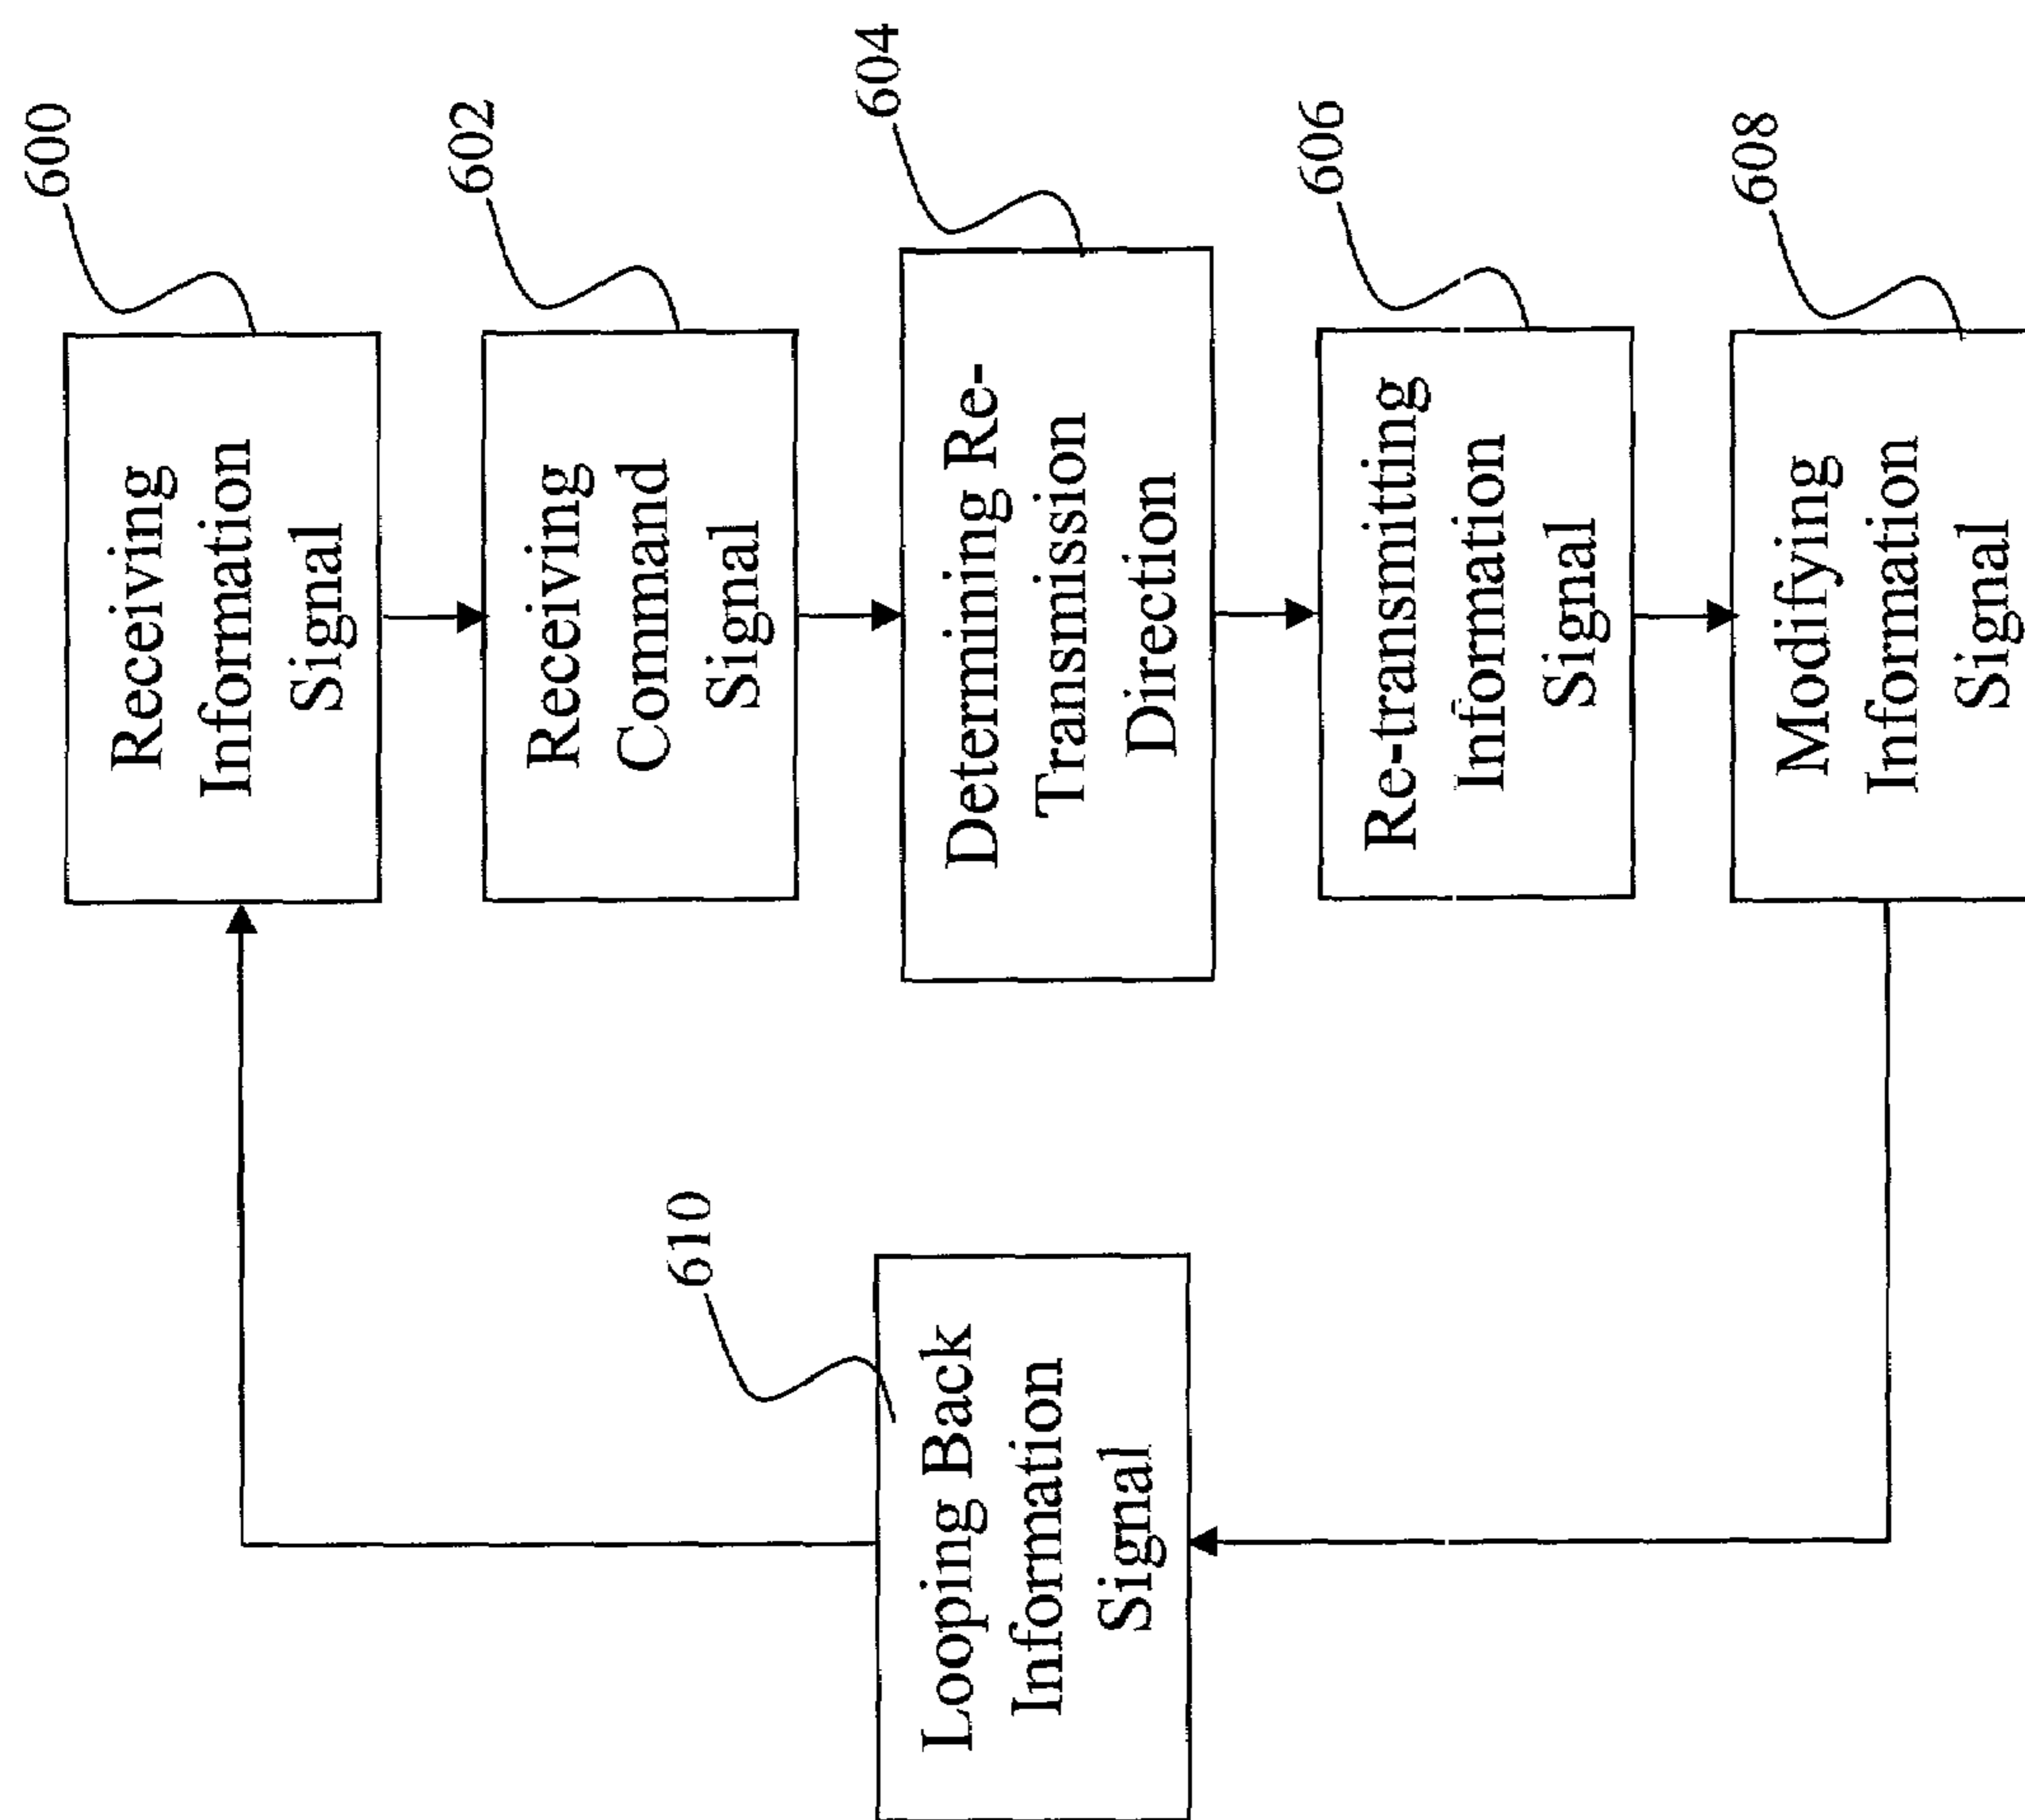 600
Receiving
Information
Signal
602
Receiving
Command
Signal
604
Determining Re-
Transmission
Direction
606
Re-transmitting
Information
Signal
608
Modifying
Information
Signal
610
Looping Back
Information
Signal